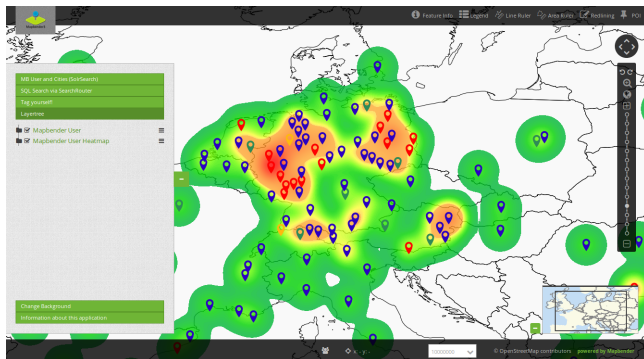 Feature Info Legend Line Ruler Area Ruler Redlining POI
MB User and Cities (SolrSearch)
SQL Search via SearchRouter
Tag yourself!
Layertree
Mapbender User
Mapbender User Heatmap
Change Background
Information about this application
x - y -
10000000
© OpenStreetMap contributors powered by Mapbender